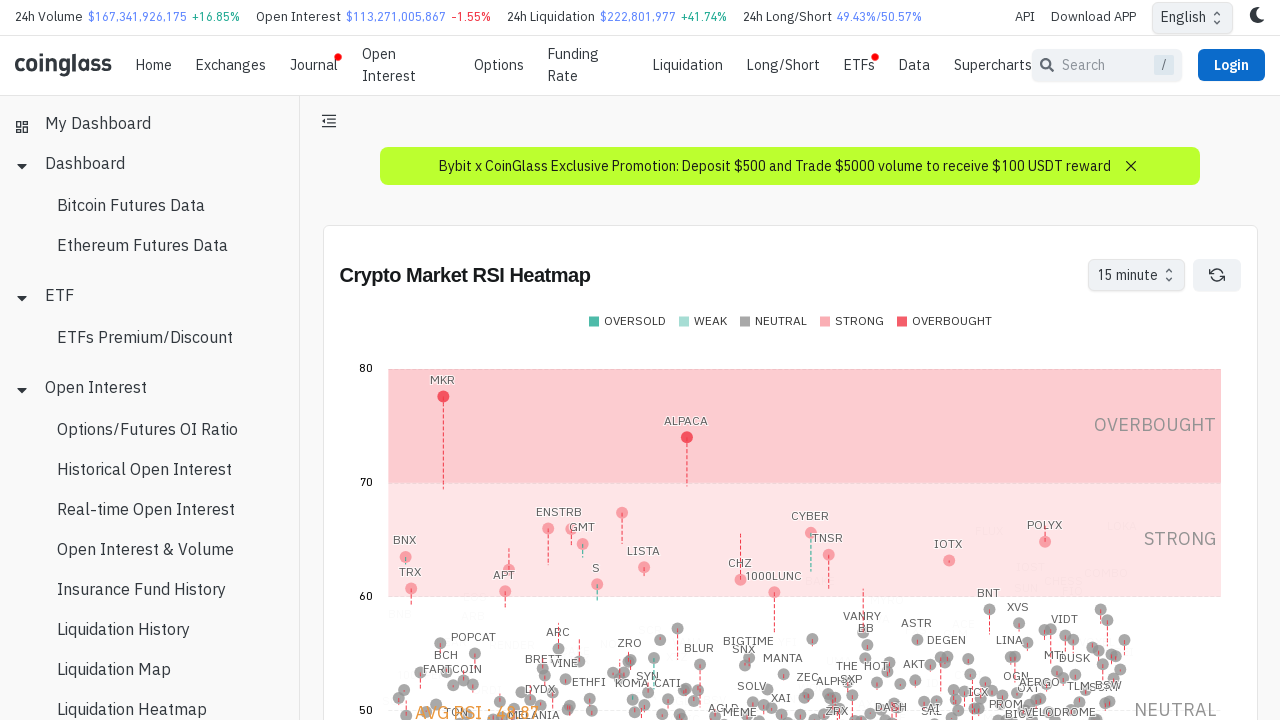 24h Volume $167,341,926,175 +16.85% Open Interest $113,271,005,867 -1.55% 24h Liquidation $222,801,977 +41.74% 24h Long/Short 49.43%/50.57% API Download APP English
coinglass Home Exchanges Journal Open Interest Options Funding Rate Liquidation Long/Short ETFs Data Supercharts Search / Login
My Dashboard
Dashboard
Bitcoin Futures Data
Ethereum Futures Data
ETF
ETFs Premium/Discount
Open Interest
Options/Futures OI Ratio
Historical Open Interest
Real-time Open Interest
Open Interest & Volume
Insurance Fund History
Liquidation History
Liquidation Map
Liquidation Heatmap
Bybit x CoinGlass Exclusive Promotion: Deposit $500 and Trade $5000 volume to receive $100 USDT reward
Crypto Market RSI Heatmap 15 minute
OVERSOLD WEAK NEUTRAL STRONG OVERBOUGHT
80
MKR
ALPACA
OVERBOUGHT
70
ENSTRB CYBER
GMT POLYX
BNX TNSR STRONG
LISTA IOTX
CHZ
TRX APT S 1000LUNC
60
BNT
XVS
VANRY VIDT
ARC BB ASTR
POPCAT ZRO BIGTIME DEGEN LINA
BCH BLUR SNX
BRETT VINE MANTA MTL DUSK
FARTCOIN SYN THE HOT AKT
ETHFI KOMA CATI ZEC ALPH SXP OGN AERGO
DYDX SOLV TLM BSW
XAI ICX OXT
TON MELANIA MEME ZRX DASH SAL PROM
VELODROME
50 NEUTRAL